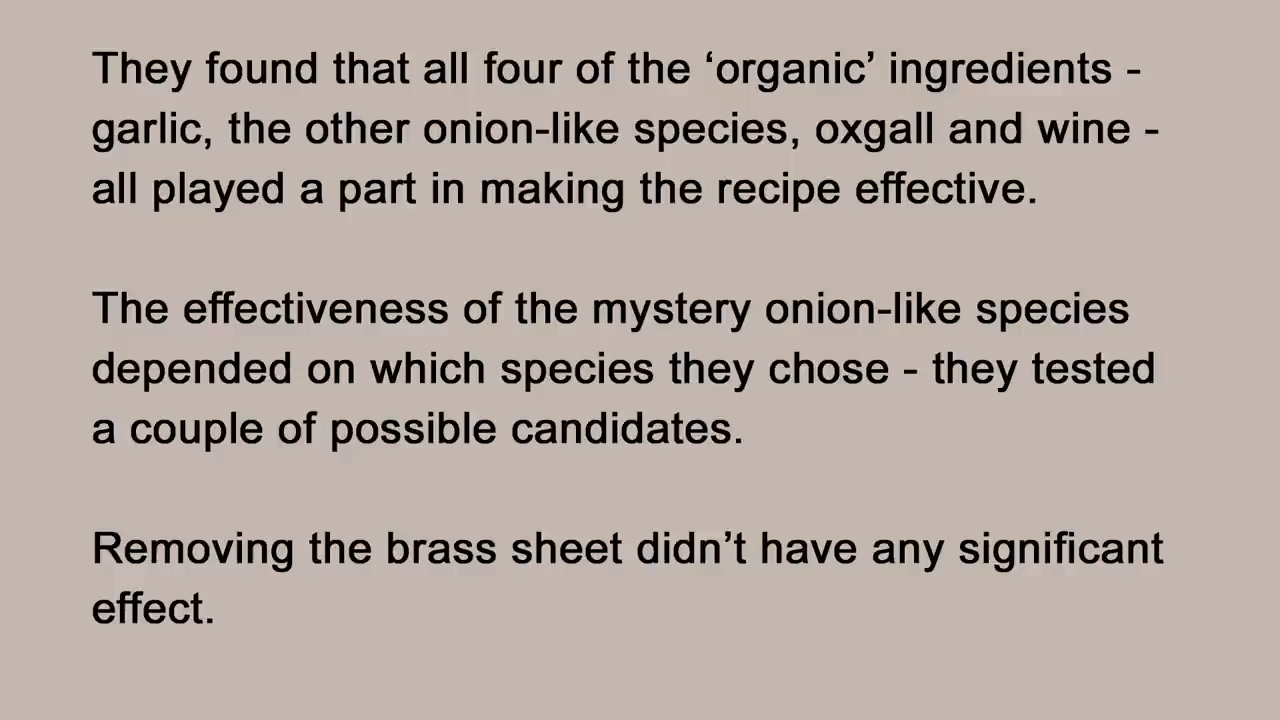 They found that all four of the ‘organic’ ingredients -
garlic, the other onion-like species, oxgall and wine -
all played a part in making the recipe effective.
The effectiveness of the mystery onion-like species
depended on which species they chose - they tested
a couple of possible candidates.
Removing the brass sheet didn’t have any significant
effect.